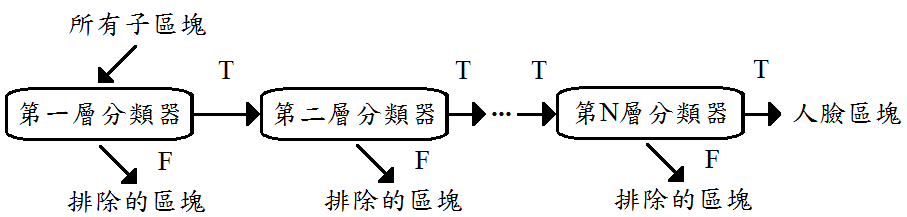 所有子區塊
T
T
T
T
第一層分類器
第二層分類器
...
第N層分類器
人臉區塊
F
F
F
排除的區塊
排除的區塊
排除的區塊